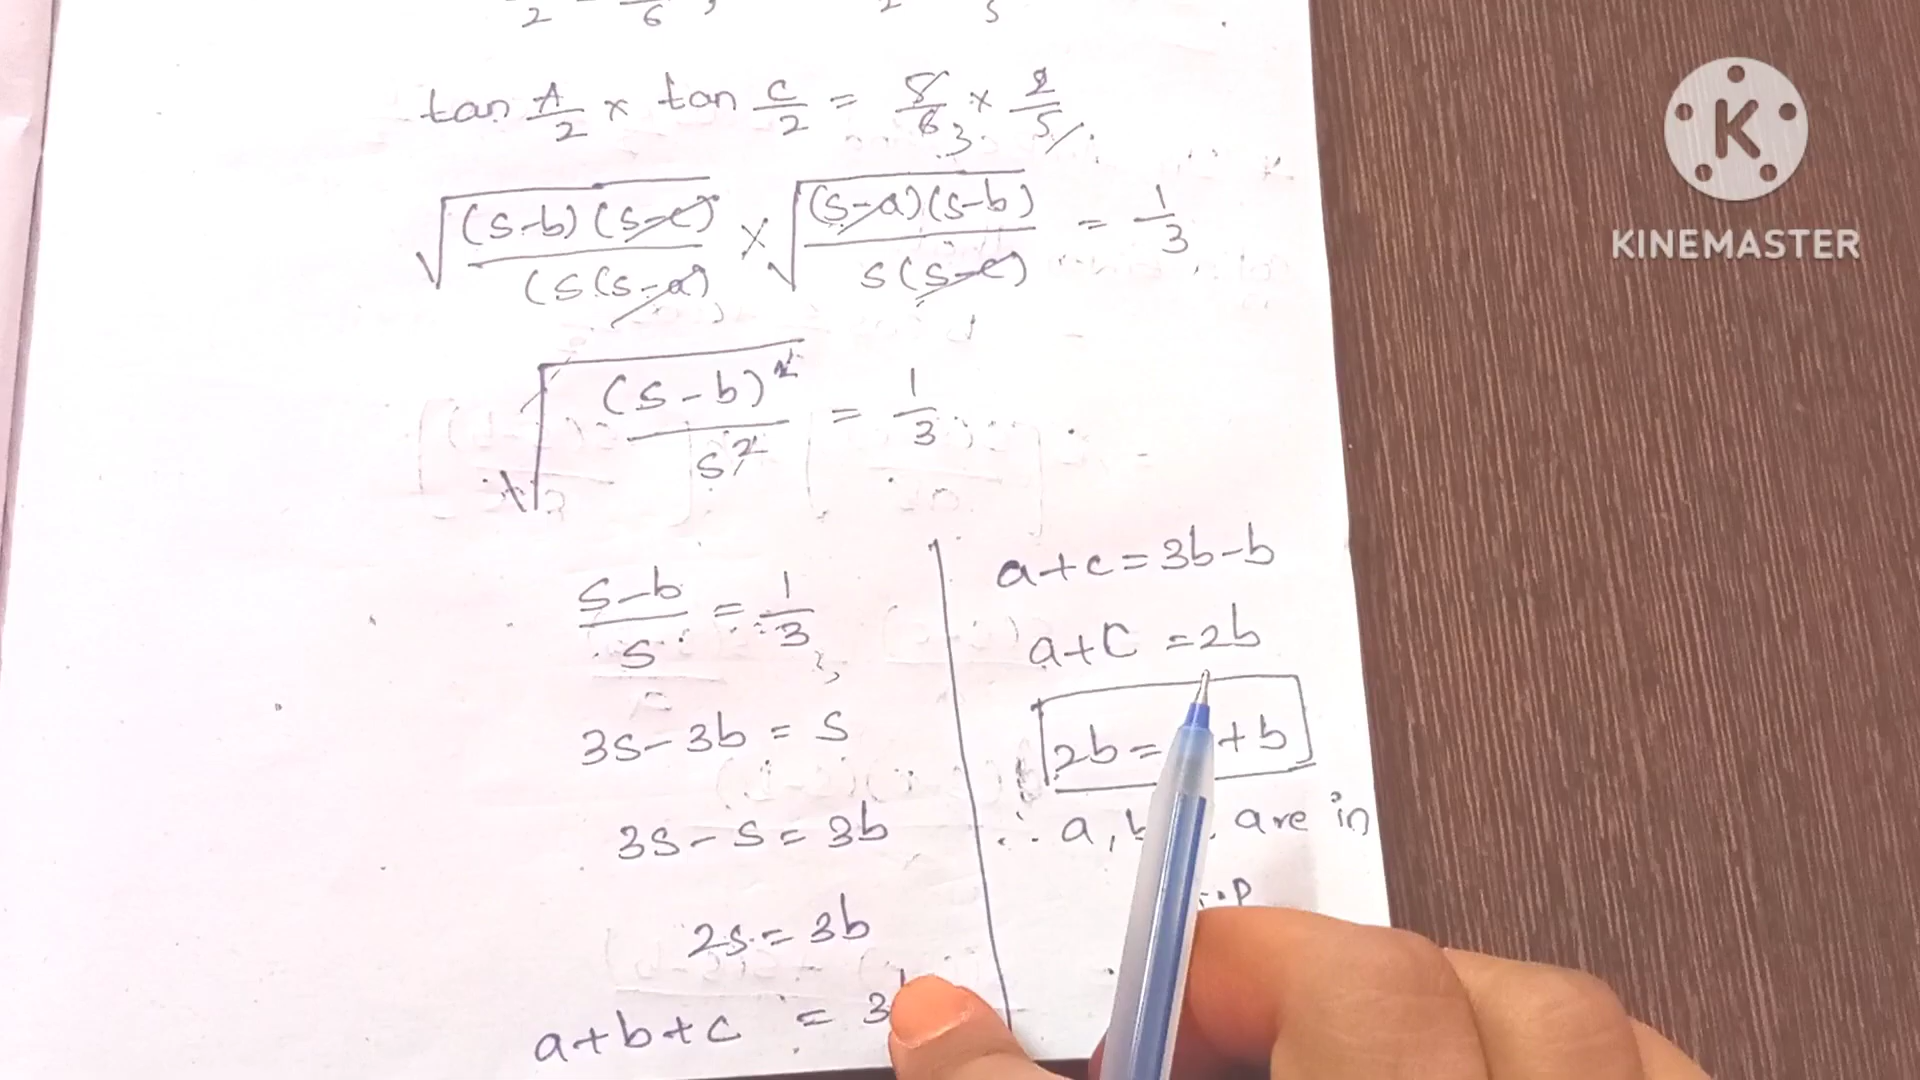 tan A/2 × tan C/2 = 5/6 × 2/5
3
√((s-b)(s-c)/(s(s-a)) × √((s-a)(s-b)/s(s-c)) = 1/3
√((s-b)²/s²) = 1/3
s-b/s = 1/3
3s-3b = s
3s-s = 3b
2s = 3b
a+b+c = 3
a+c=3b-b
a+c =2b
2b= +b
∴ a, are in
K
KINEMASTER